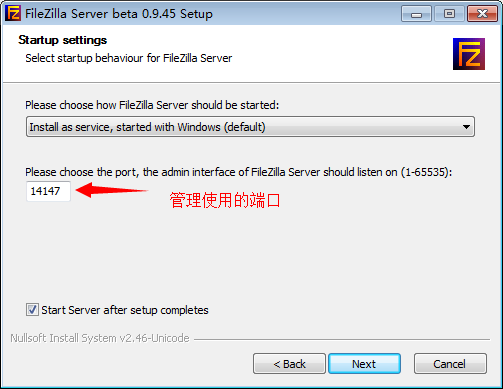 FileZilla Server beta 0.9.45 Setup
Startup settings
Select startup behaviour for FileZilla Server
Please choose how FileZilla Server should be started:
Install as service, started with Windows (default)
Please choose the port, the admin interface of FileZilla Server should listen on (1-65535):
14147
管理使用的端口
Start Server after setup completes
Nullsoft Install System v2.46-Unicode
< Back
Next
Cancel